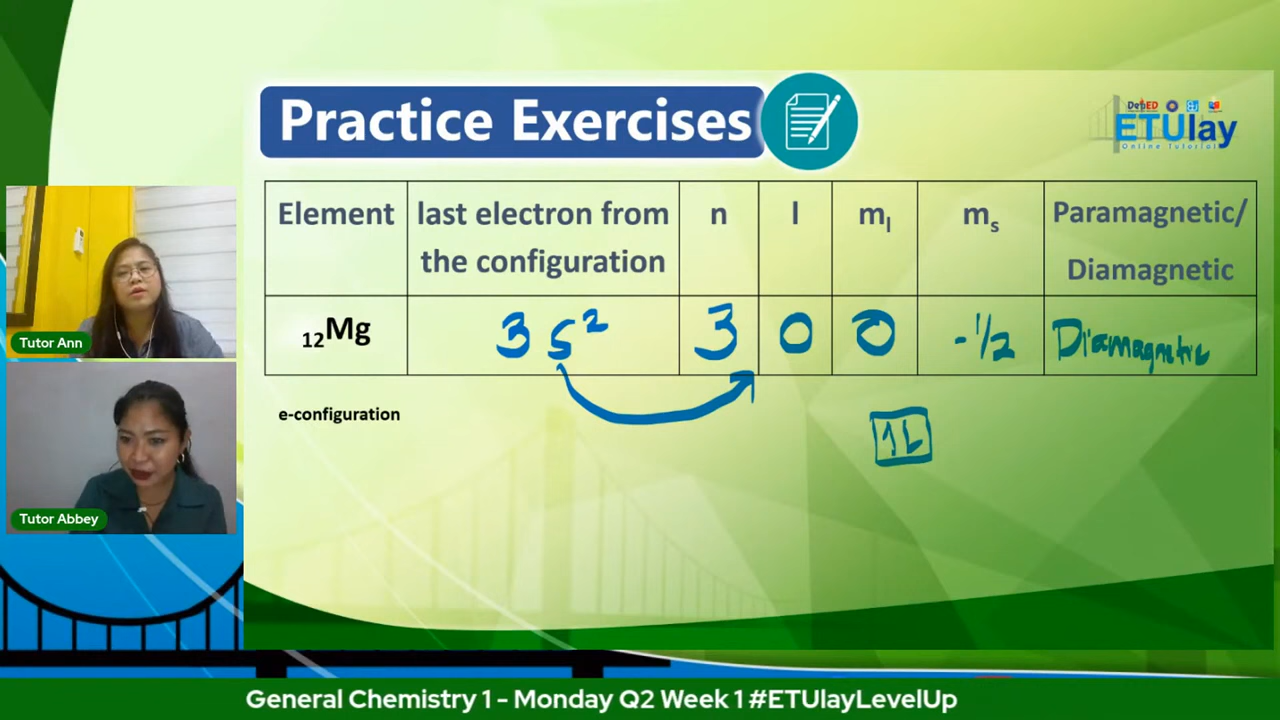 Practice Exercises
DepED
ETUlay
Online Tutorial
Element
last electron from
the configuration
n
l
mₗ
mₛ
Paramagnetic/
Diamagnetic
₁₂Mg
3s²
3
0
0
-1/2
Diamagnetic
e-configuration
1L
Tutor Ann
Tutor Abbey
General Chemistry 1 - Monday Q2 Week 1 #ETUlayLevelUp